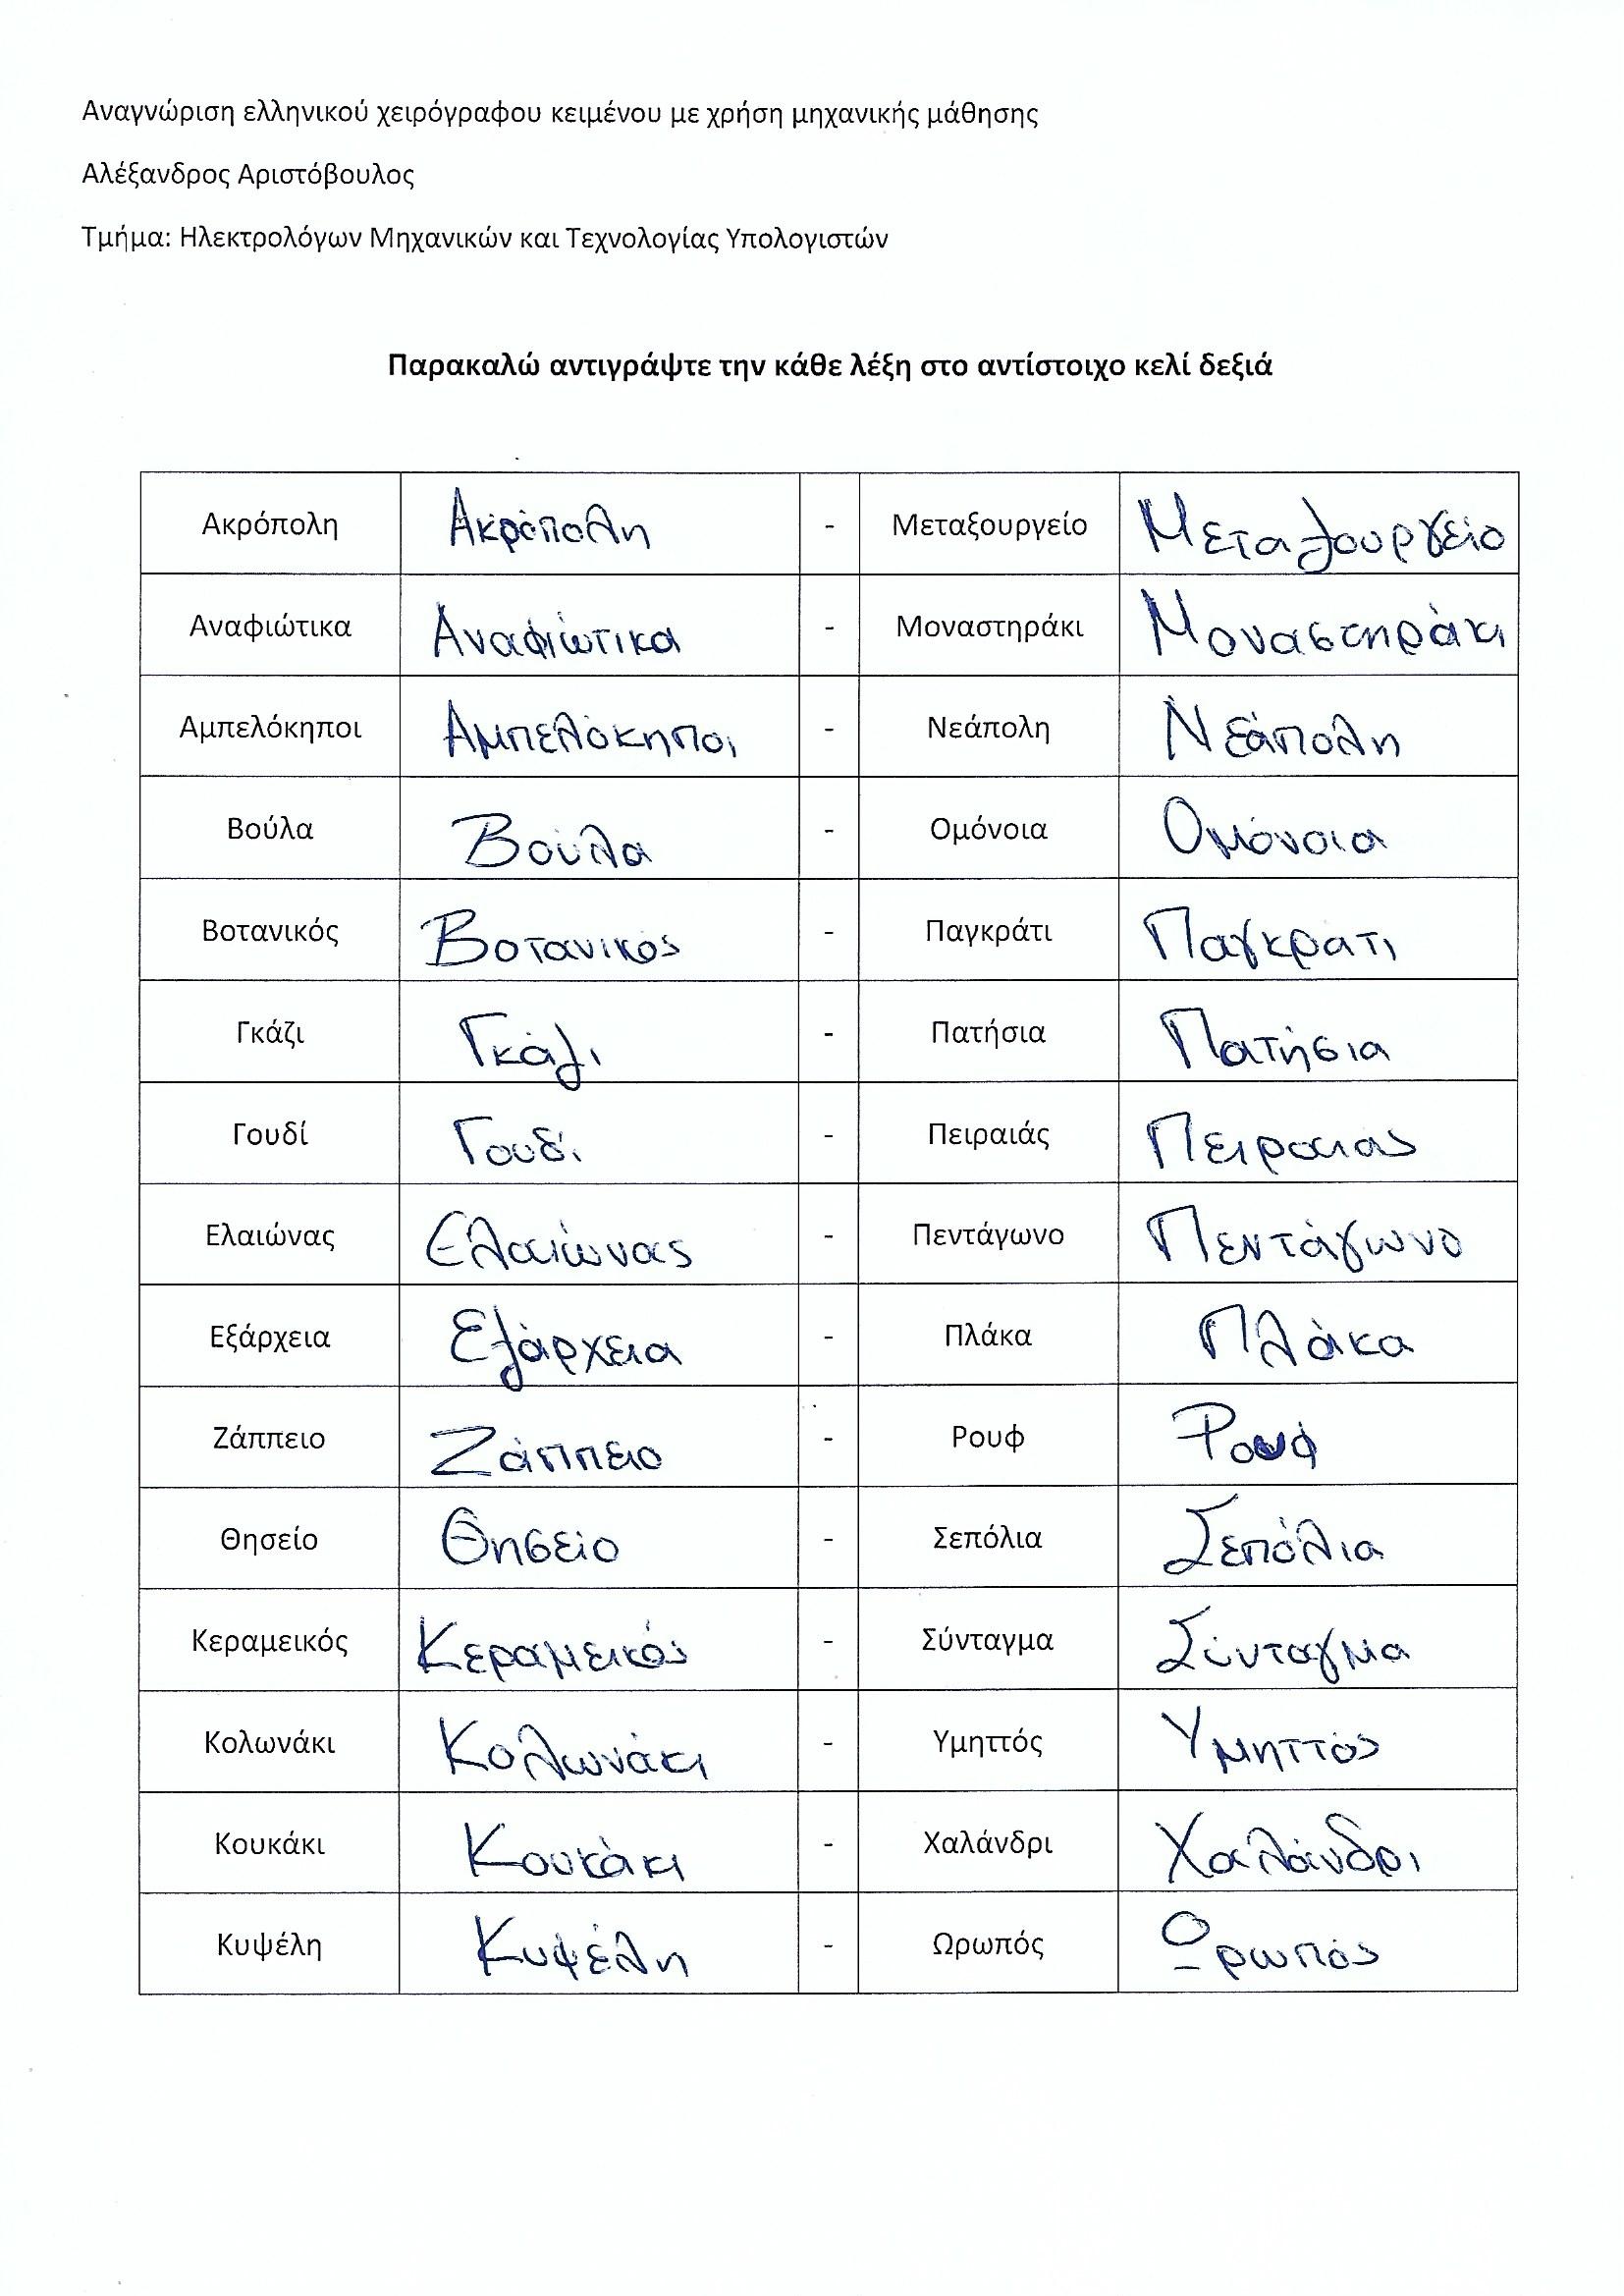 Αναγνώριση ελληνικού χειρόγραφου κειμένου με χρήση μηχανικής μάθησης
Αλέξανδρος Αριστόβουλος
Τμήμα: Ηλεκτρολόγων Μηχανικών και Τεχνολογίας Υπολογιστών
Παρακαλώ αντιγράψτε την κάθε λέξη στο αντίστοιχο κελί δεξιά
Ακρόπολη Ακρόπολη - Μεταξουργείο Μεταξουργείο
Αναφιώτικα Αναφιώτικα - Μοναστηράκι Μοναστηράκι
Αμπελόκηποι Αμπελόκηποι - Νεάπολη Νεάπολη
Βούλα Βούλα - Ομόνοια Ομόνοια
Βοτανικός Βοτανικός - Παγκράτι Παγκράτι
Γκάζι Γκάζι - Πατήσια Πατήσια
Γουδί Γουδί - Πειραιάς Πειραιας
Ελαιώνας Ελαιώνας - Πεντάγωνο Πεντάγωνο
Εξάρχεια Εξάρχεια - Πλάκα Πλάκα
Ζάππειο Ζάππειο - Ρουφ Ρουφ
Θησείο Θησείο - Σεπόλια Σεπόλια
Κεραμεικός Κεραμεικός - Σύνταγμα Σύνταγμα
Κολωνάκι Κολωνάκι - Υμηττός Υμηττός
Κουκάκι Κουκάκι - Χαλάνδρι Χαλάνδρι
Κυψέλη Κυψέλη - Ωρωπός Ωρωπός